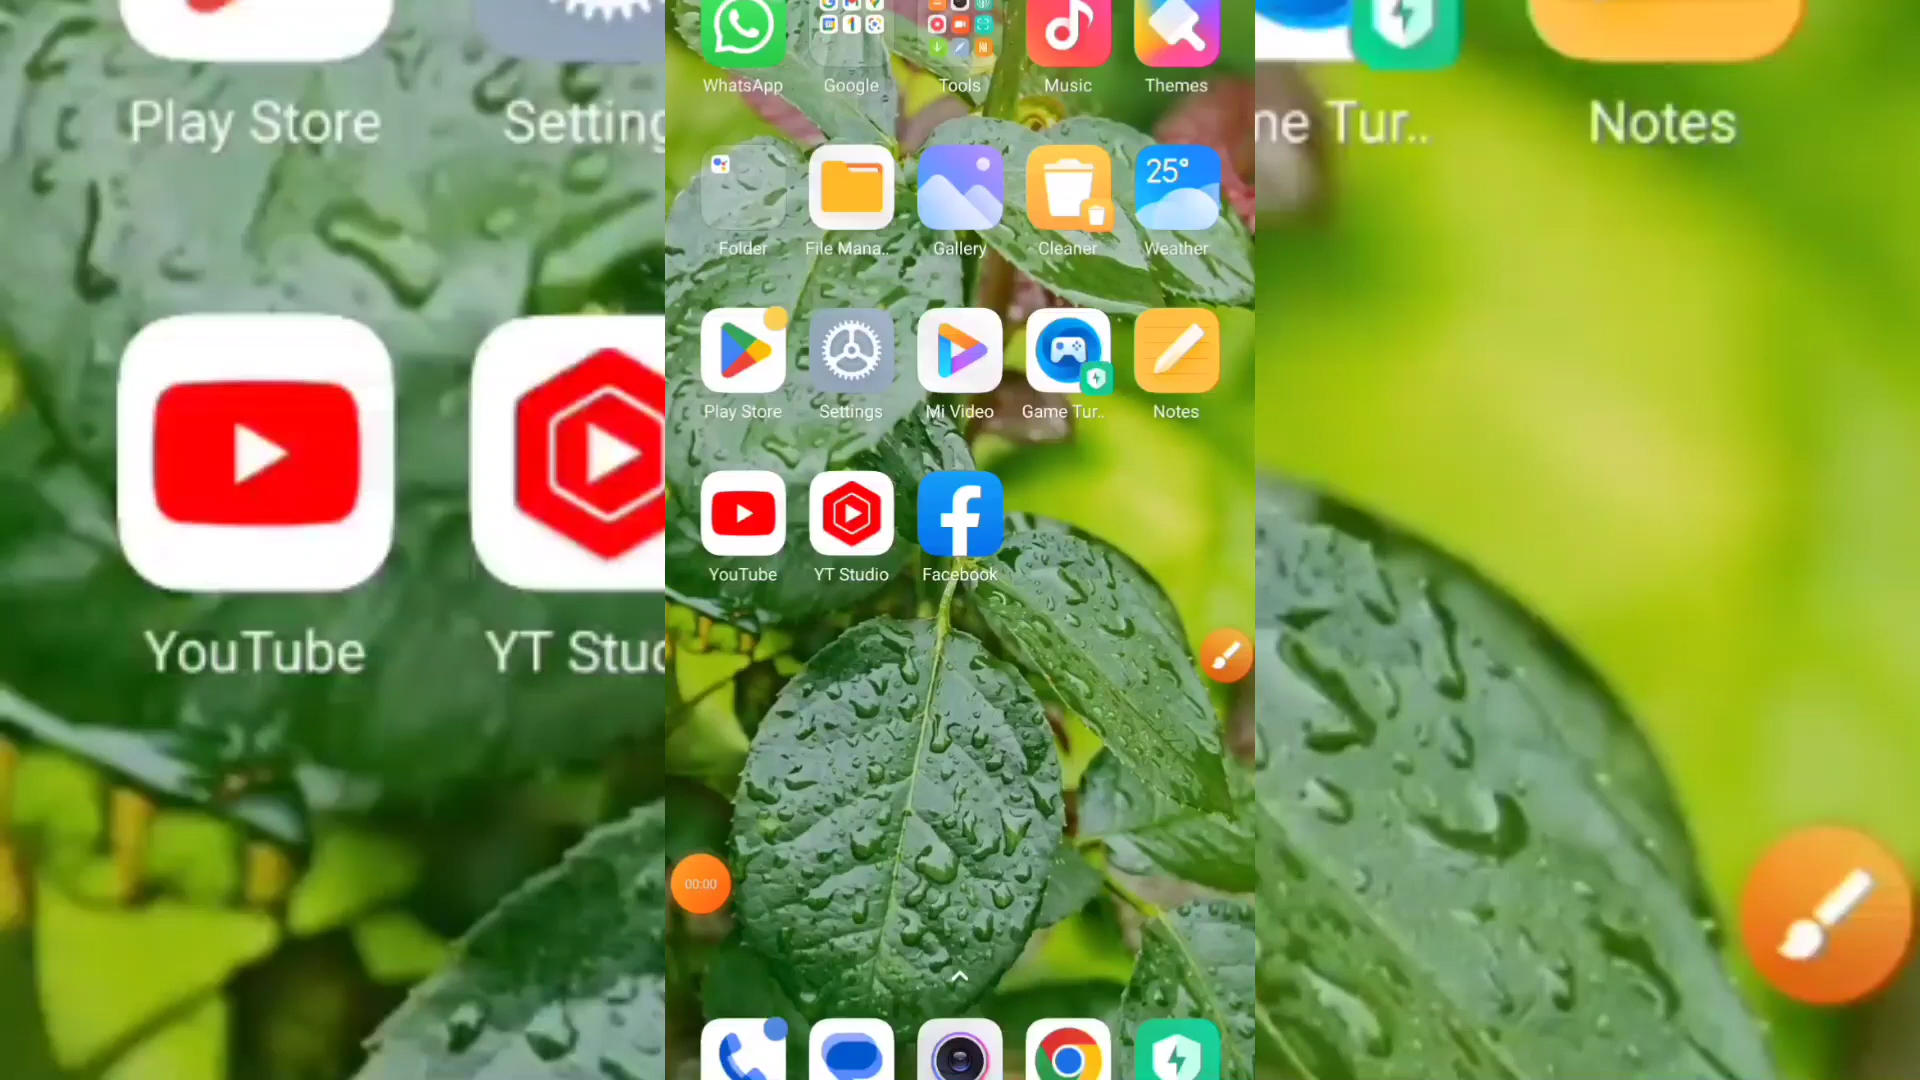 WhatsApp Google Tools Music Themes
Play Store Setting
me Tur.. Notes
25°
Folder File Mana.. Gallery Cleaner Weather
Play Store Settings Mi Video Game Tur.. Notes
YouTube YT Studio Facebook
YouTube YT Stud
00:00